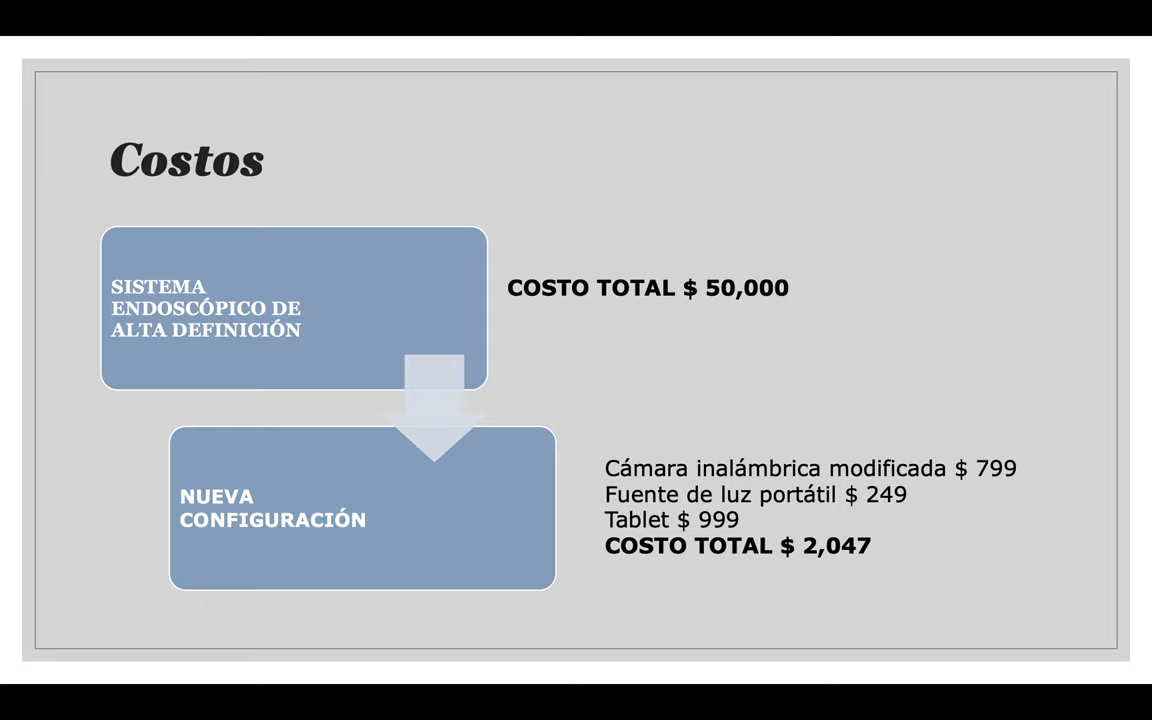 Costos
SISTEMA
ENDOSCÓPICO DE
ALTA DEFINICIÓN
COSTO TOTAL $ 50,000
NUEVA
CONFIGURACIÓN
Cámara inalámbrica modificada $ 799
Fuente de luz portátil $ 249
Tablet $ 999
COSTO TOTAL $ 2,047